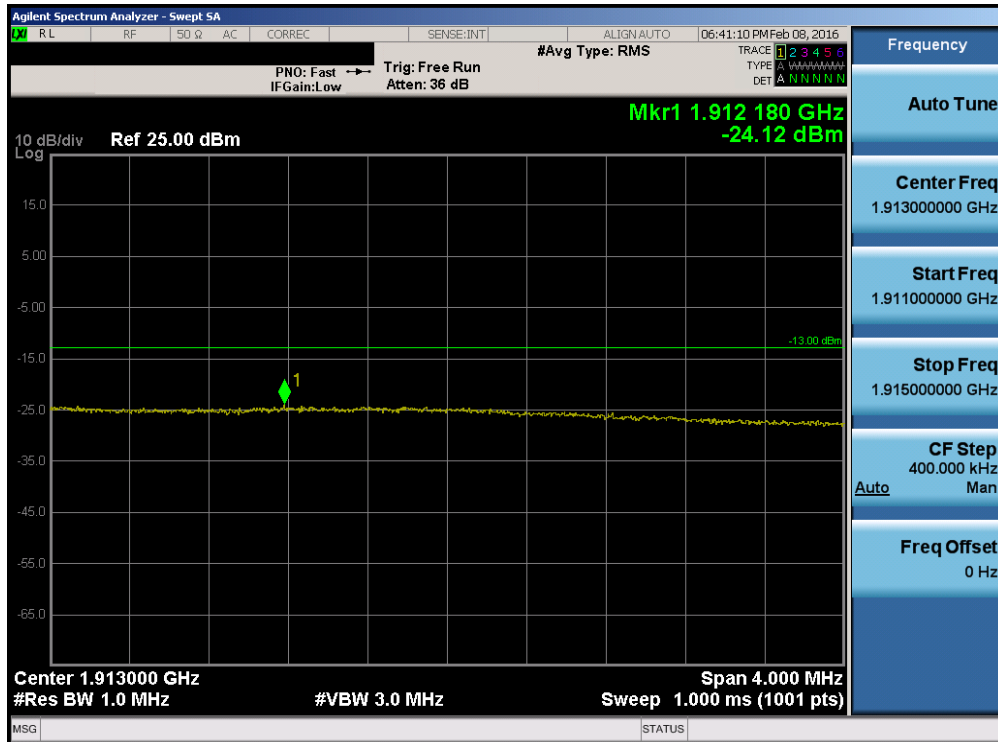 Agilent Spectrum Analyzer - Swept SA
LXI RL RF 50 Ω AC CORREC SENSE:INT ALIGN AUTO 06:41:10 PM Feb 08, 2016
#Avg Type: RMS
TRACE 1 2 3 4 5 6
TYPE A WWWWW
DET A N N N N N
PNO: Fast
IFGain:Low
Trig: Free Run
Atten: 36 dB
Mkr1 1.912 180 GHz
-24.12 dBm
10 dB/div Ref 25.00 dBm
Log
15.0
5.00
-5.00
-13.00 dBm
-15.0
1
-25.0
-35.0
-45.0
-55.0
-65.0
Center 1.913000 GHz Span 4.000 MHz
#Res BW 1.0 MHz #VBW 3.0 MHz Sweep 1.000 ms (1001 pts)
MSG STATUS
Frequency
Auto Tune
Center Freq
1.913000000 GHz
Start Freq
1.911000000 GHz
Stop Freq
1.915000000 GHz
CF Step
400.000 kHz
Auto Man
Freq Offset
0 Hz